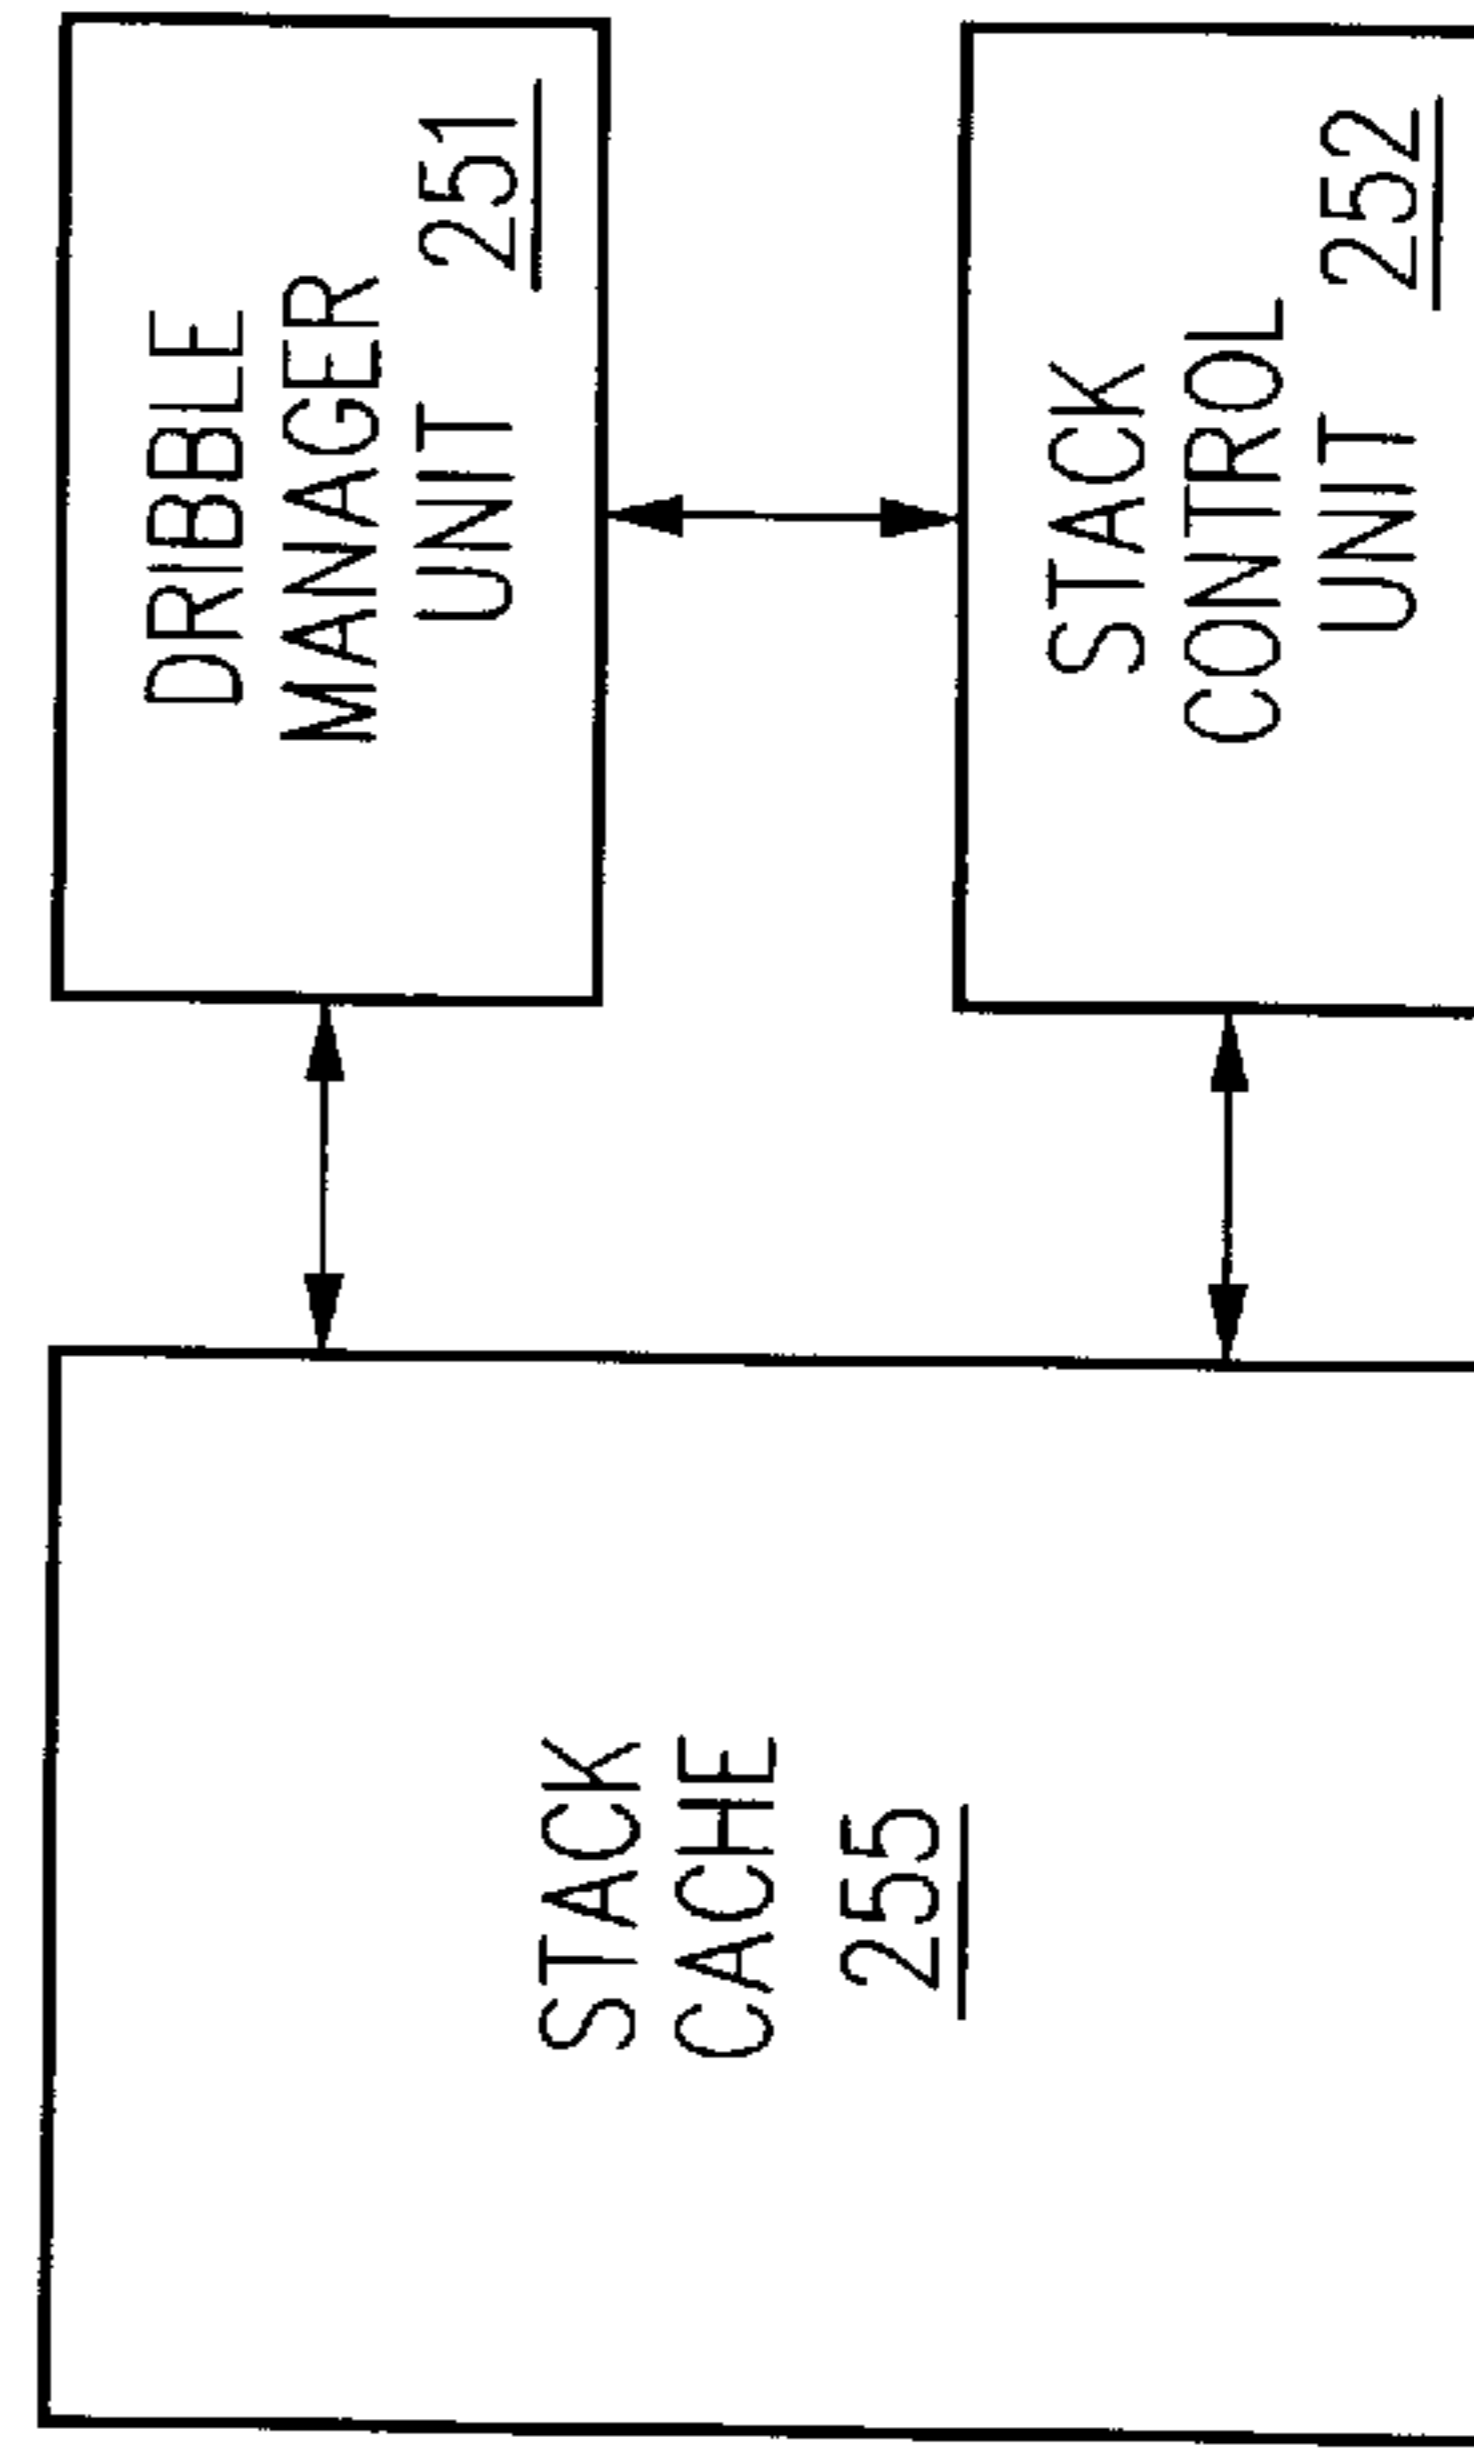 DRIBBLE
MANAGER
UNIT 251
STACK
CONTROL
UNIT 252
STACK
CACHE
255